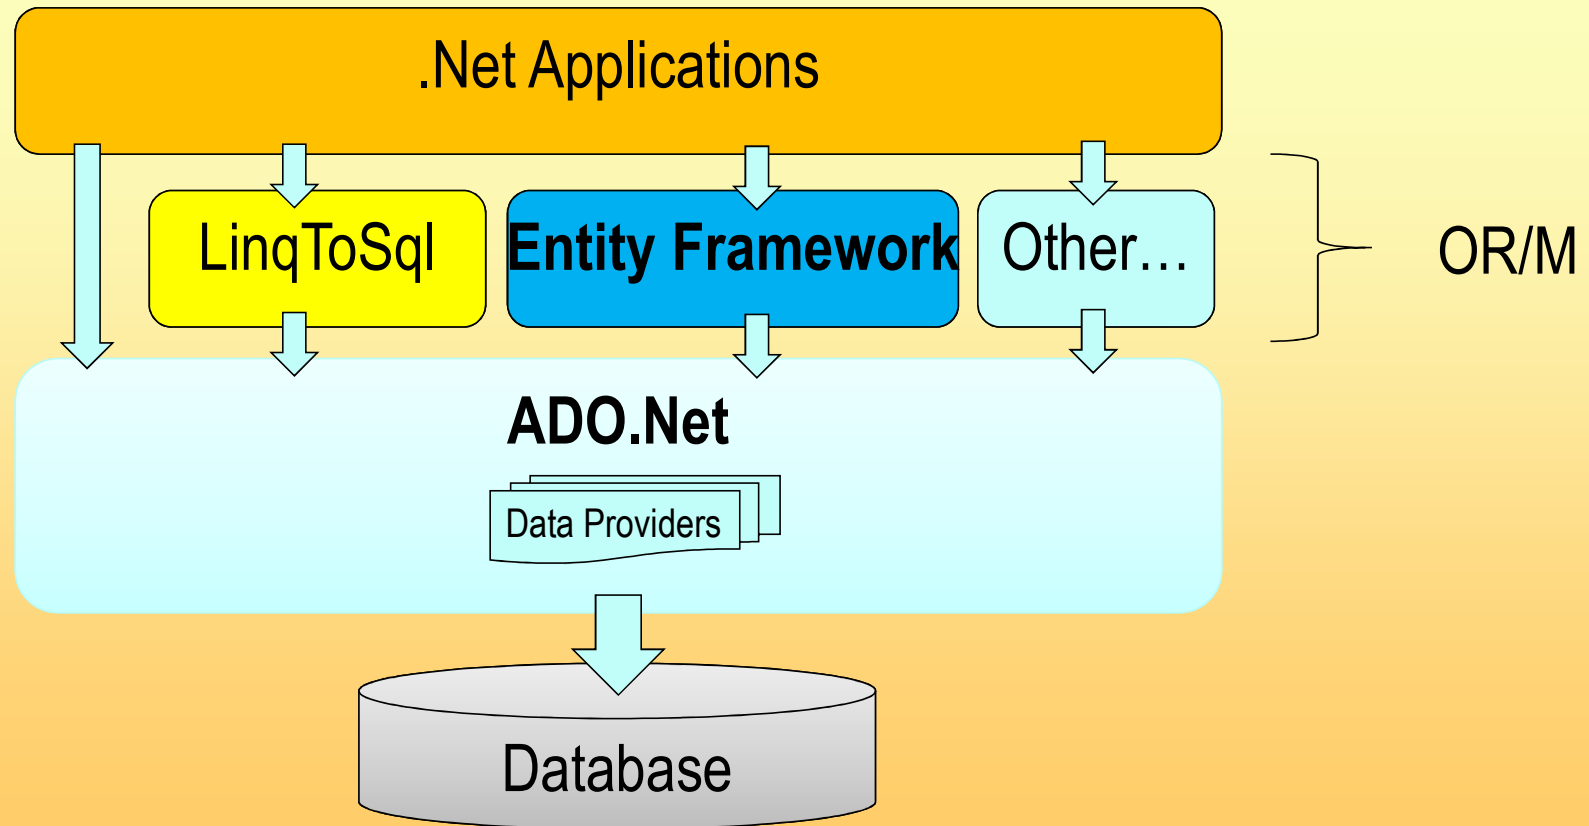 .Net Applications
LinqToSql
Entity Framework
Other…
OR/M
ADO.Net
Data Providers
Database